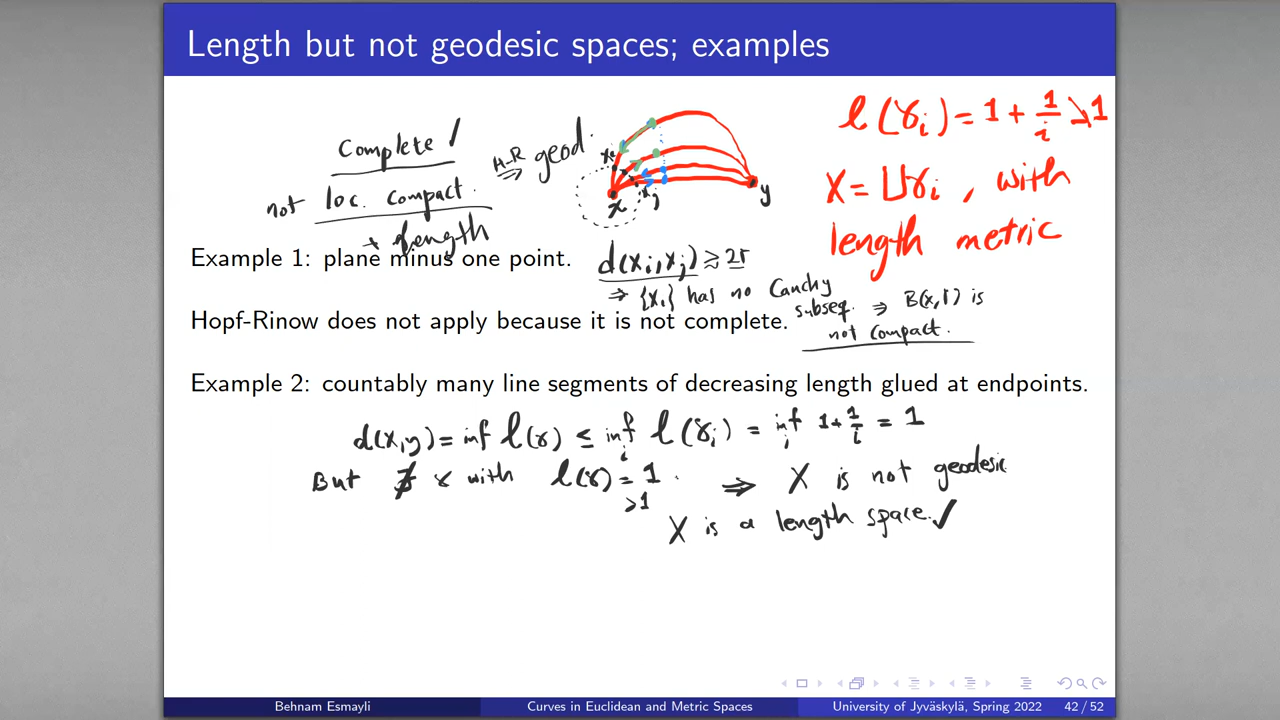 Length but not geodesic spaces; examples
l(γᵢ) = 1 + 1/i > 1
Complete ✓
H-R ⇒ geod.
not loc. compact.
+ length
xᵢ
x xⱼ y
X = ⊔γᵢ , with
length metric
Example 1: plane minus one point.
d(xᵢ,xⱼ) ≳ 2r
⇒ {xᵢ} has no Cauchy
subseq. ⇒ B(x,r) is
not compact.
Hopf-Rinow does not apply because it is not complete.
Example 2: countably many line segments of decreasing length glued at endpoints.
d(x,y) = inf l(γ) ≤ inf_i l(γᵢ) = inf_i 1+1/i = 1
But ∄ γ with l(γ) = 1 . ⇒ X is not geodesic
>1
X is a length space. ✓
Behnam Esmayli
Curves in Euclidean and Metric Spaces
University of Jyväskylä, Spring 2022
42 / 52